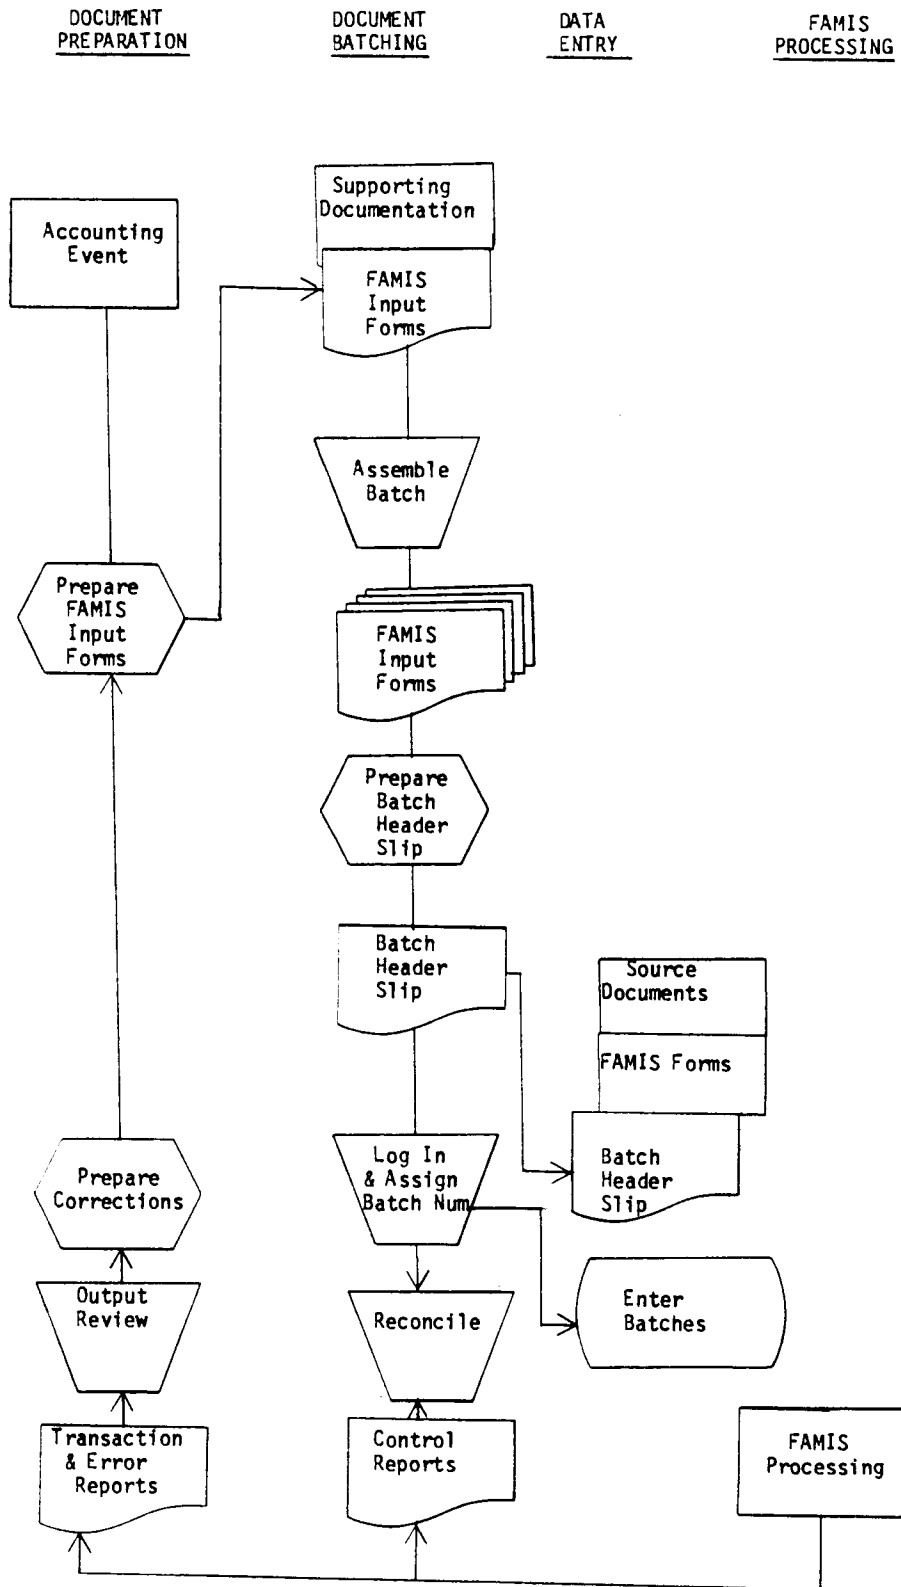 DOCUMENT
PREPARATION
DOCUMENT
BATCHING
DATA
ENTRY
FAMIS
PROCESSING
Supporting
Documentation
Accounting
Event
FAMIS
Input
Forms
Assemble
Batch
Prepare
FAMIS
Input
Forms
FAMIS
Input
Forms
Prepare
Batch
Header
Slip
Batch
Header
Slip
Source
Documents
FAMIS Forms
Batch
Header
Slip
Log In
& Assign
Batch Num
Prepare
Corrections
Output
Review
Reconcile
Enter
Batches
Transaction
& Error
Reports
Control
Reports
FAMIS
Processing